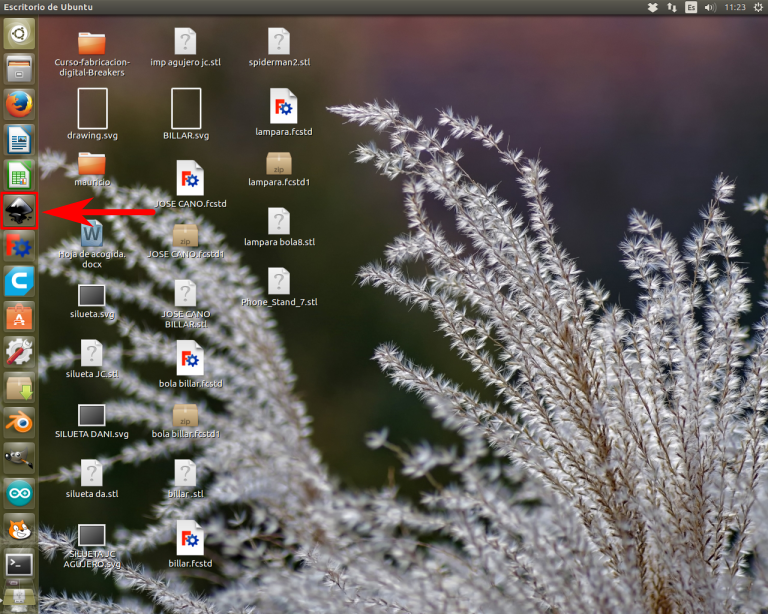 Escritorio de Ubuntu
Es
11:23
Curso-fabricacion-
digital-Breakers
imp agujero jc.stl
spiderman2.stl
drawing.svg
BILLAR.svg
lampara.fcstd
mauricio
JOSE CANO.fcstd
zip
lampara.fcstd1
W
Hoja de acogida.
docx
zip
JOSE CANO.fcstd1
lampara bola8.stl
silueta.svg
JOSE CANO
BILLAR.stl
Phone_Stand_7.stl
silueta JC.stl
bola billar.fcstd
SILUETA DANI.svg
zip
bola billar.fcstd1
silueta da.stl
billar .stl
SILUETA JC
AGUJERO.svg
billar.fcstd